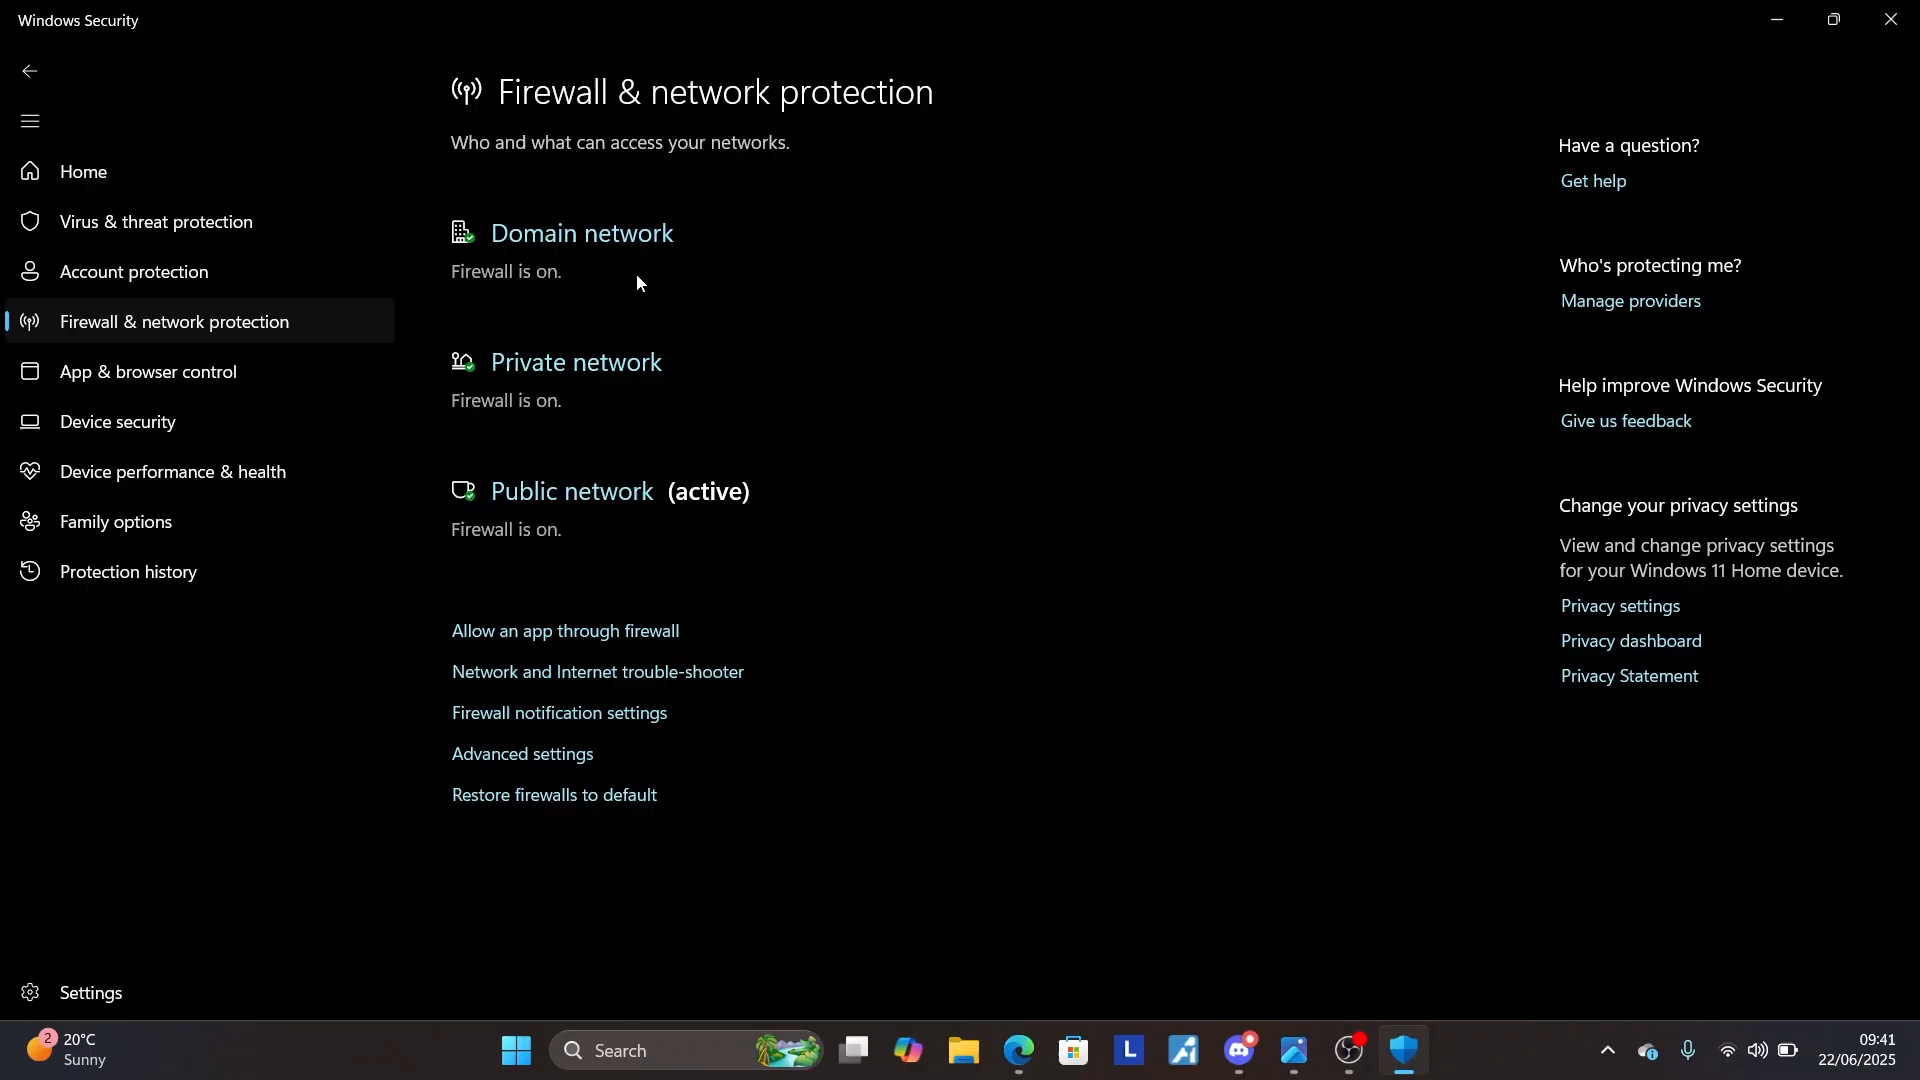 Windows Security
Home
Virus & threat protection
Account protection
Firewall & network protection
App & browser control
Device security
Device performance & health
Family options
Protection history
Settings
Firewall & network protection
Who and what can access your networks.
Domain network
Firewall is on.
Private network
Firewall is on.
Public network (active)
Firewall is on.
Allow an app through firewall
Network and Internet trouble-shooter
Firewall notification settings
Advanced settings
Restore firewalls to default
Have a question?
Get help
Who's protecting me?
Manage providers
Help improve Windows Security
Give us feedback
Change your privacy settings
View and change privacy settings
for your Windows 11 Home device.
Privacy settings
Privacy dashboard
Privacy Statement
2
20°C
Sunny
Search
L
09:41
22/06/2025